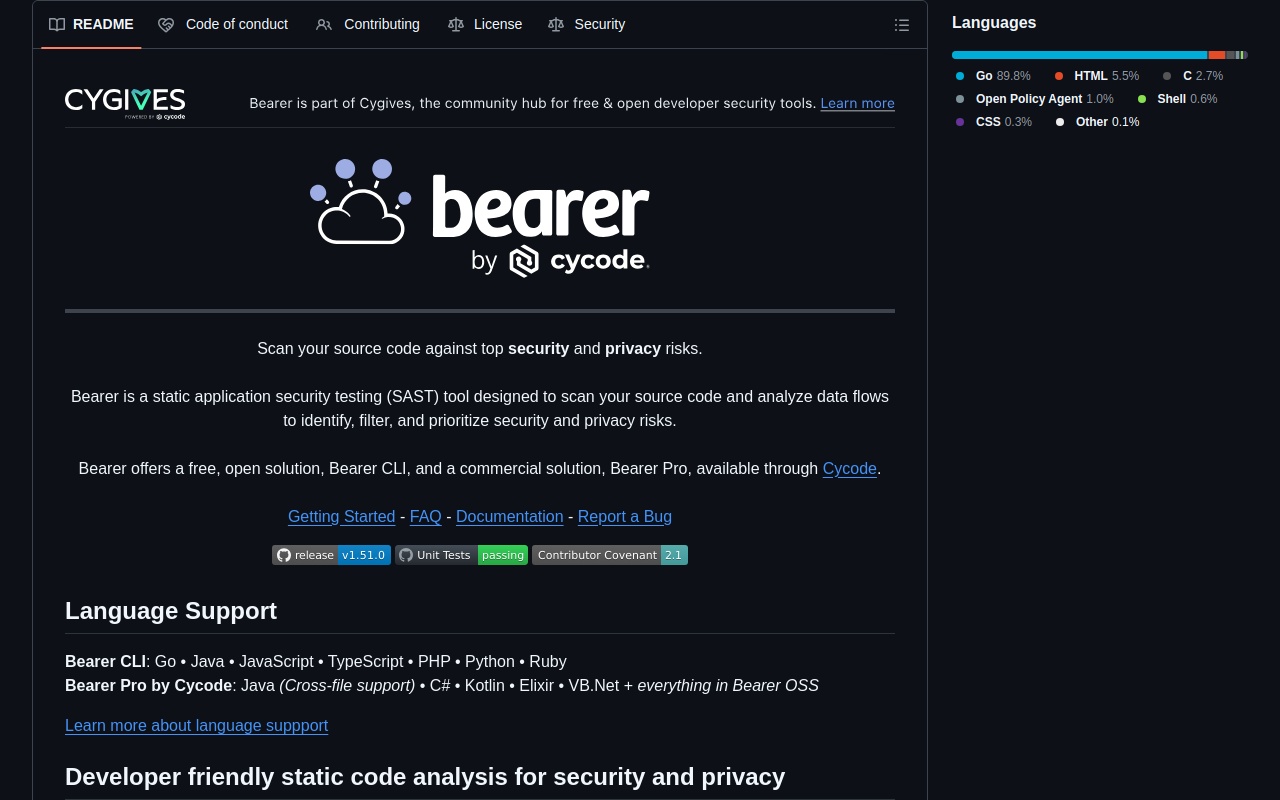 README Code of conduct Contributing License Security
CYGIVES
POWERED BY cycode
Bearer is part of Cygives, the community hub for free & open developer security tools. Learn more
bearer
by cycode
Scan your source code against top security and privacy risks.
Bearer is a static application security testing (SAST) tool designed to scan your source code and analyze data flows
to identify, filter, and prioritize security and privacy risks.
Bearer offers a free, open solution, Bearer CLI, and a commercial solution, Bearer Pro, available through Cycode.
Getting Started - FAQ - Documentation - Report a Bug
release v1.51.0 Unit Tests passing Contributor Covenant 2.1
Language Support
Bearer CLI: Go • Java • JavaScript • TypeScript • PHP • Python • Ruby
Bearer Pro by Cycode: Java (Cross-file support) • C# • Kotlin • Elixir • VB.Net + everything in Bearer OSS
Learn more about language suppport
Developer friendly static code analysis for security and privacy
Languages
Go 89.8% HTML 5.5% C 2.7%
Open Policy Agent 1.0% Shell 0.6%
CSS 0.3% Other 0.1%